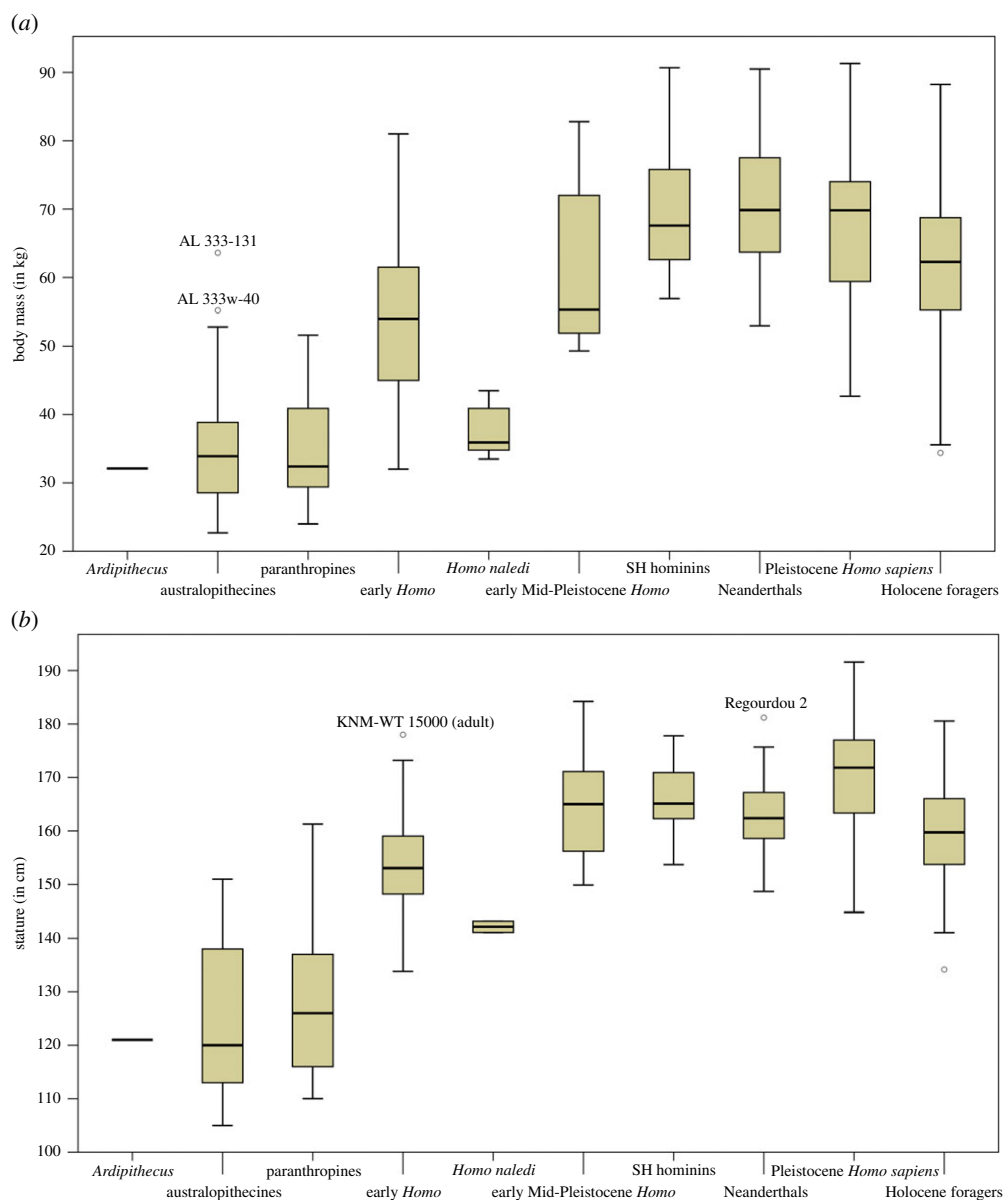 (a)
90
80
70
60
50
40
30
20
body mass (in kg)
AL 333-131
AL 333w-40
Ardipithecus
paranthropines
Homo naledi
SH hominins
Pleistocene Homo sapiens
australopithecines
early Homo
early Mid-Pleistocene Homo
Neanderthals
Holocene foragers
(b)
190
180
170
160
150
140
130
120
110
100
stature (in cm)
KNM-WT 15000 (adult)
Regourdou 2
Ardipithecus
paranthropines
Homo naledi
SH hominins
Pleistocene Homo sapiens
australopithecines
early Homo
early Mid-Pleistocene Homo
Neanderthals
Holocene foragers